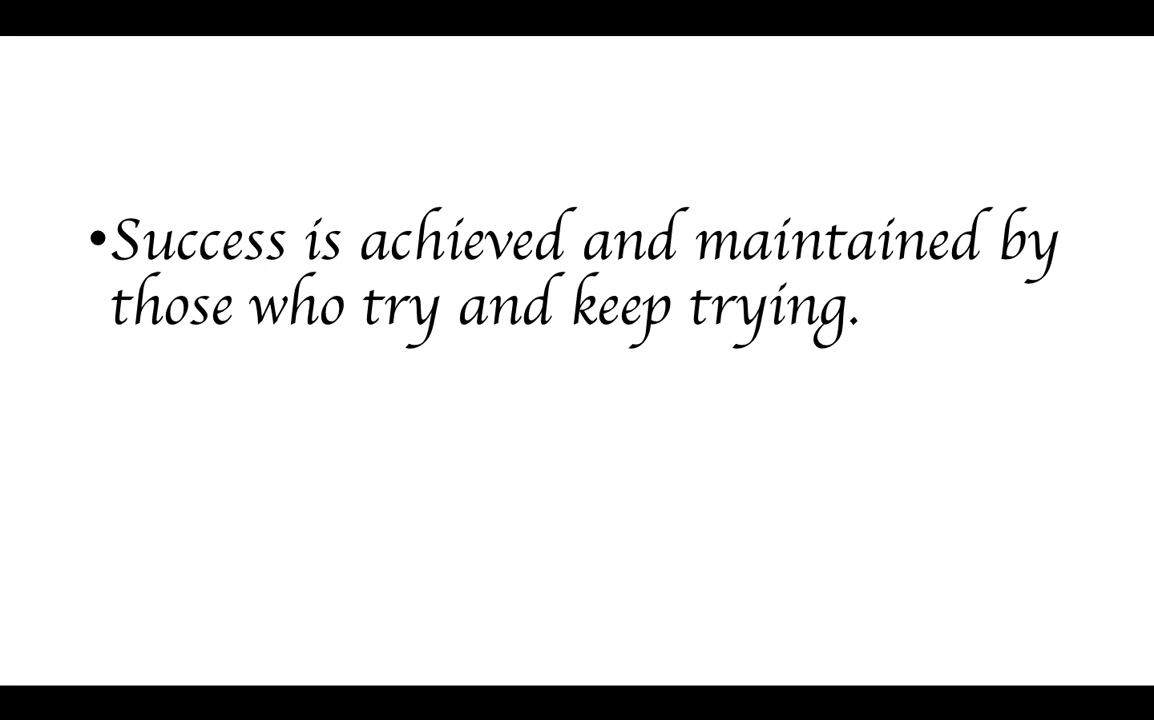 •Success is achieved and maintained by
those who try and keep trying.